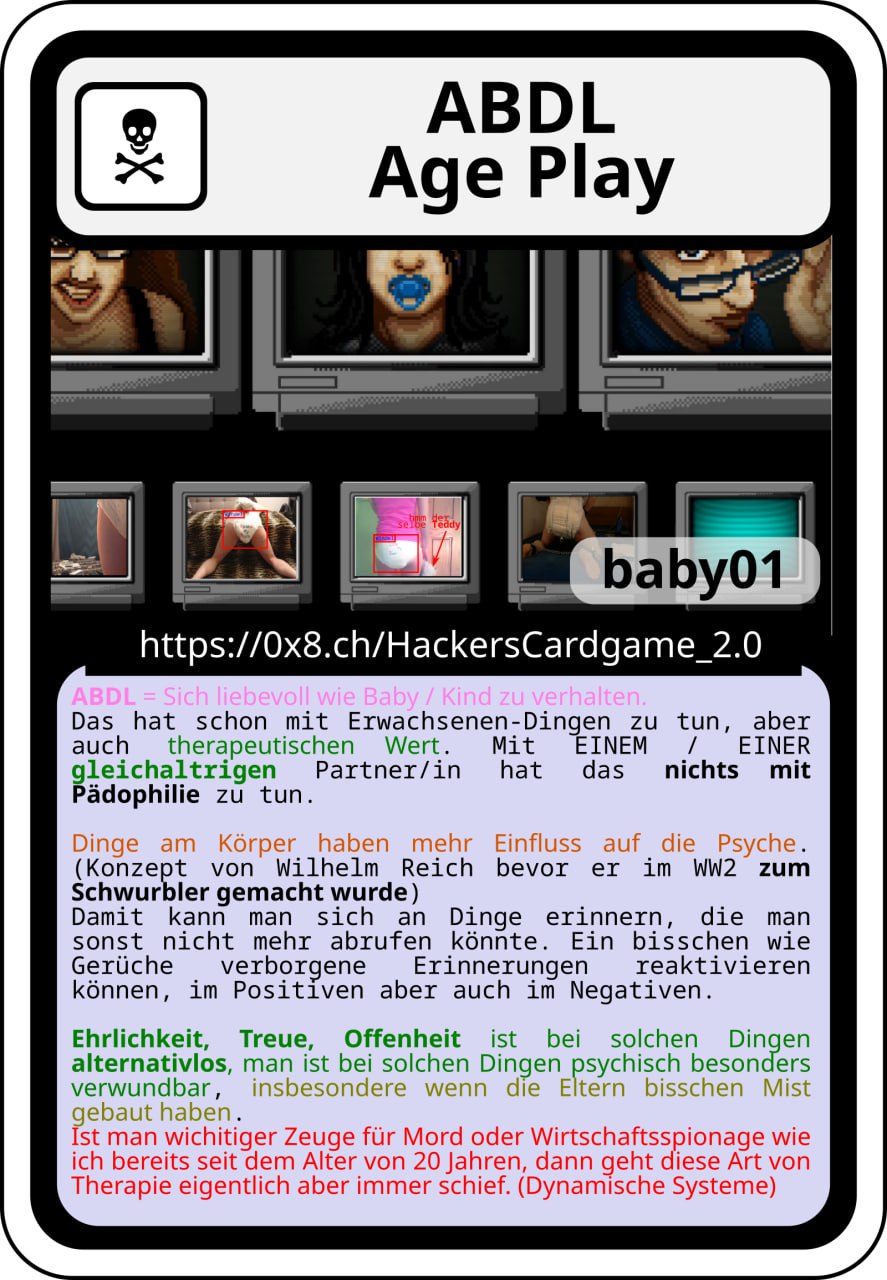 ABDL
Age Play
umm der
selbe Teddy
baby01
https://0x8.ch/HackersCardgame_2.0
ABDL = Sich liebevoll wie Baby / Kind zu verhalten.
Das hat schon mit Erwachsenen-Dingen zu tun, aber
auch therapeutischen Wert. Mit EINEM / EINER
gleichaltrigen Partner/in hat das nichts mit
Pädophilie zu tun.
Dinge am Körper haben mehr Einfluss auf die Psyche.
(Konzept von Wilhelm Reich bevor er im WW2 zum
Schwurbler gemacht wurde)
Damit kann man sich an Dinge erinnern, die man
sonst nicht mehr abrufen könnte. Ein bisschen wie
Gerüche verborgene Erinnerungen reaktivieren
können, im Positiven aber auch im Negativen.
Ehrlichkeit, Treue, Offenheit ist bei solchen Dingen
alternativlos, man ist bei solchen Dingen psychisch besonders
verwundbar, insbesondere wenn die Eltern bisschen Mist
gebaut haben.
Ist man wichitiger Zeuge für Mord oder Wirtschaftsspionage wie
ich bereits seit dem Alter von 20 Jahren, dann geht diese Art von
Therapie eigentlich aber immer schief. (Dynamische Systeme)